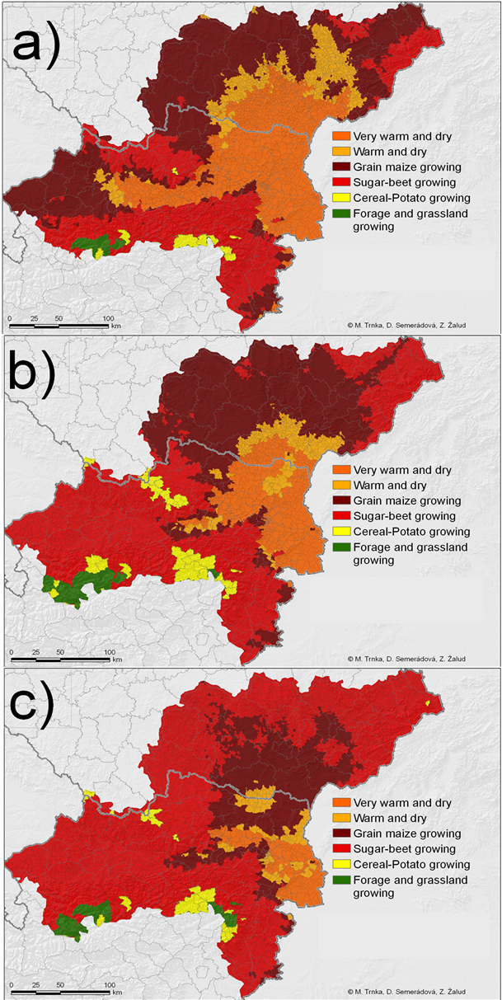 a)
Very warm and dry
Warm and dry
Grain maize growing
Sugar-beet growing
Cereal-Potato growing
Forage and grassland
growing
0 50 100
km
© M. Trnka, D. Semerádová, Z. Žalud
b)
Very warm and dry
Warm and dry
Grain maize growing
Sugar-beet growing
Cereal-Potato growing
Forage and grassland
growing
0 25 50 100
km
© M. Trnka, D. Semerádová, Z. Žalud
c)
Very warm and dry
Warm and dry
Grain maize growing
Sugar-beet growing
Cereal-Potato growing
Forage and grassland
growing
0 25 50 100
km
© M. Trnka, D. Semerádová, Z. Žalud